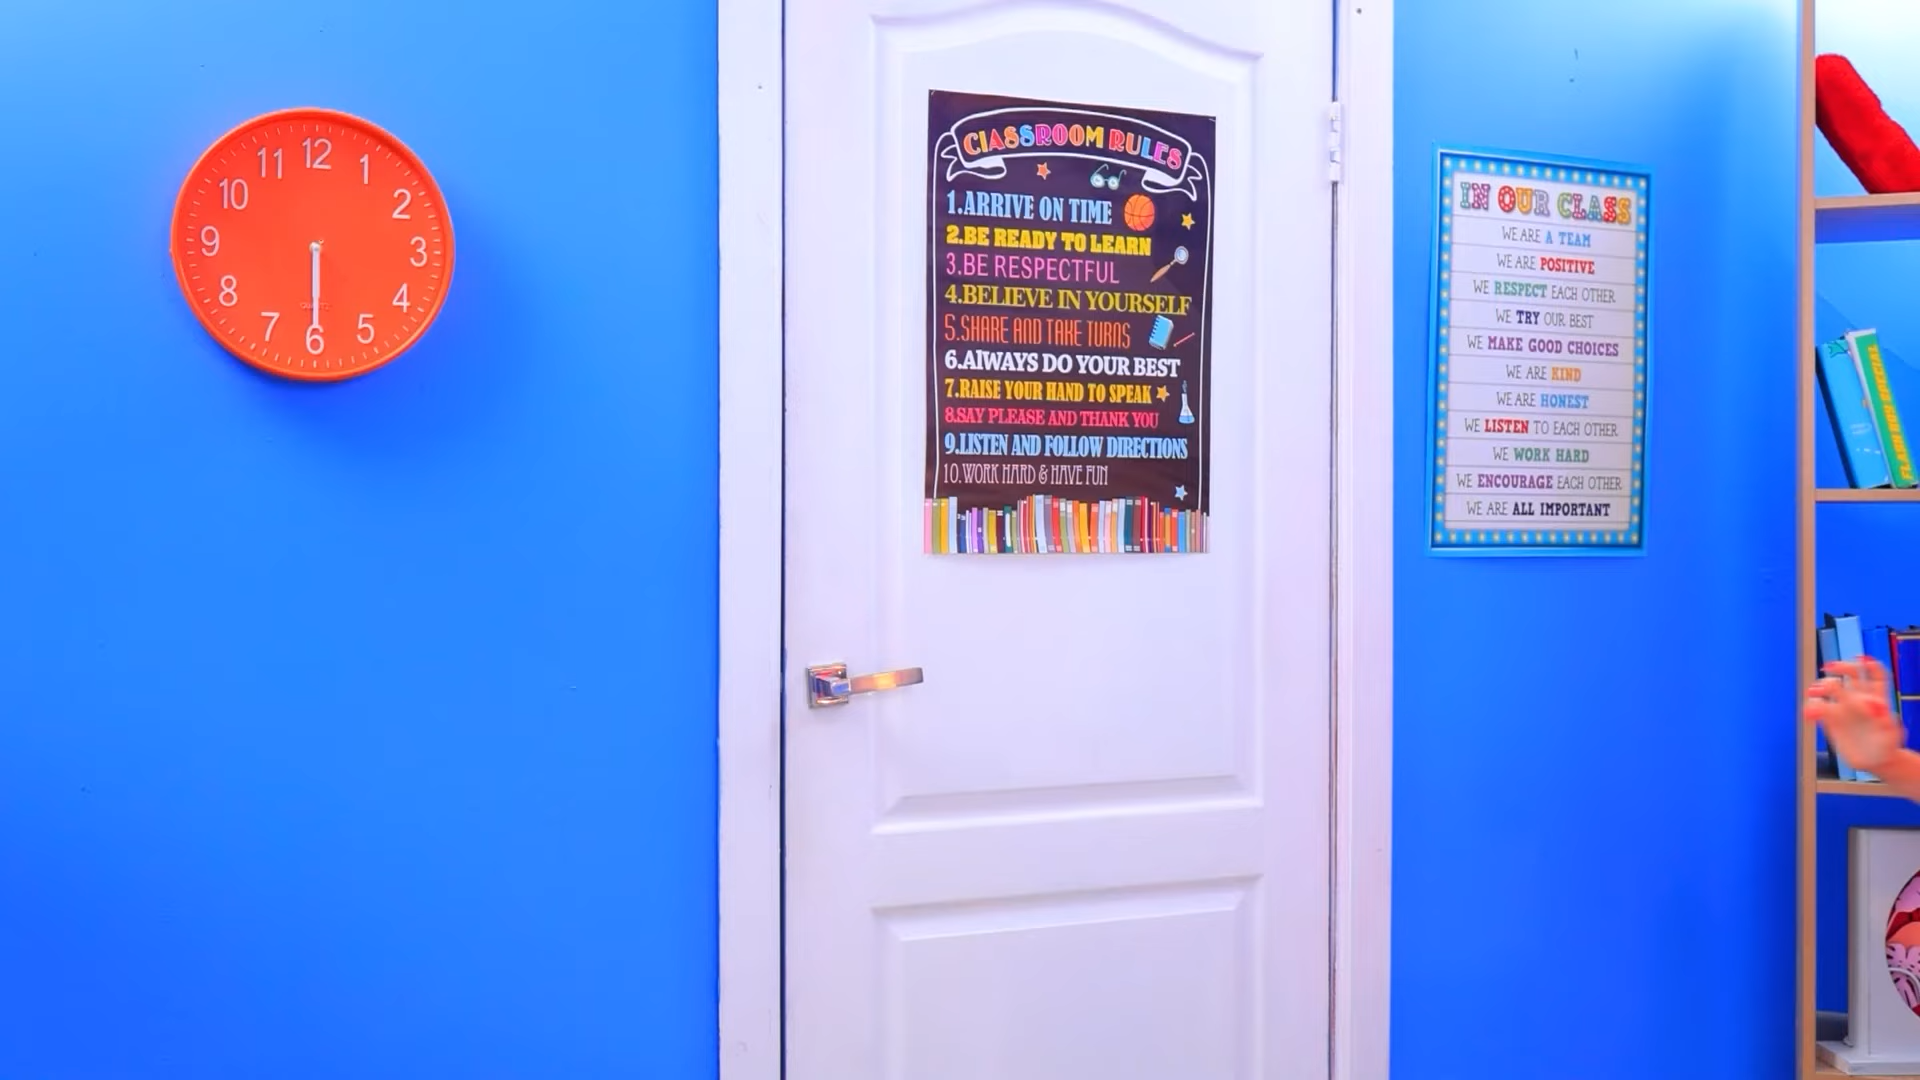 12
11
1
10
2
9
3
8
4
7
5
6
CLASSROOM RULES
1.ARRIVE ON TIME
2.BE READY TO LEARN
3.BE RESPECTFUL
4.BELIEVE IN YOURSELF
5.SHARE AND TAKE TURNS
6.ALWAYS DO YOUR BEST
7.RAISE YOUR HAND TO SPEAK
8.SAY PLEASE AND THANK YOU
9.LISTEN AND FOLLOW DIRECTIONS
10.WORK HARD & HAVE FUN
IN OUR CLASS
WE ARE A TEAM
WE ARE POSITIVE
WE RESPECT EACH OTHER
WE TRY OUR BEST
WE MAKE GOOD CHOICES
WE ARE KIND
WE ARE HONEST
WE LISTEN TO EACH OTHER
WE WORK HARD
WE ENCOURAGE EACH OTHER
WE ARE ALL IMPORTANT